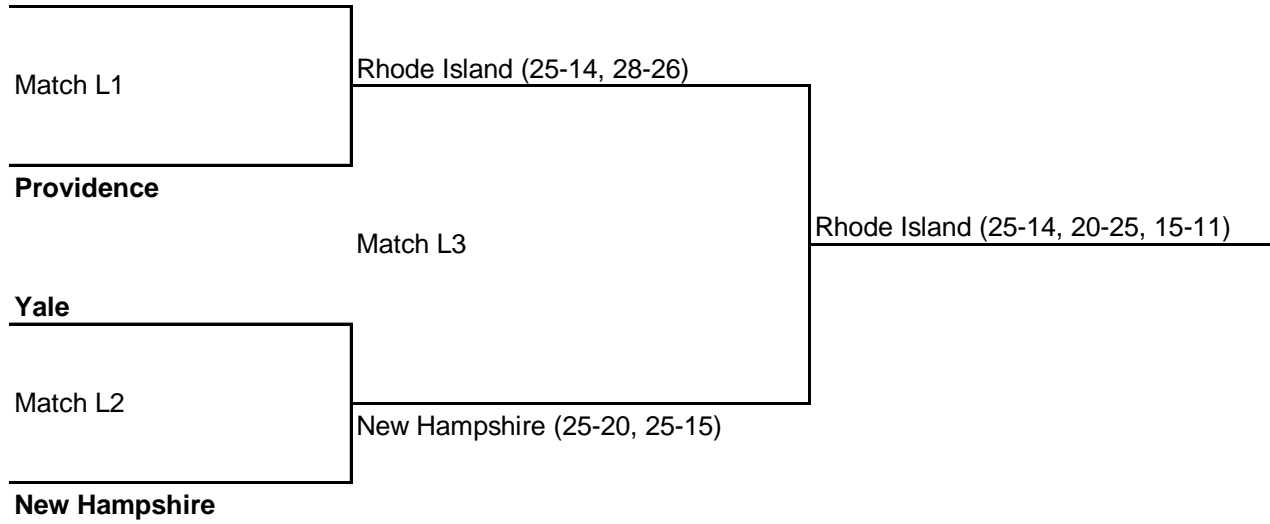 Match L1
Rhode Island (25-14, 28-26)
Providence
Match L3
Rhode Island (25-14, 20-25, 15-11)
Yale
Match L2
New Hampshire (25-20, 25-15)
New Hampshire